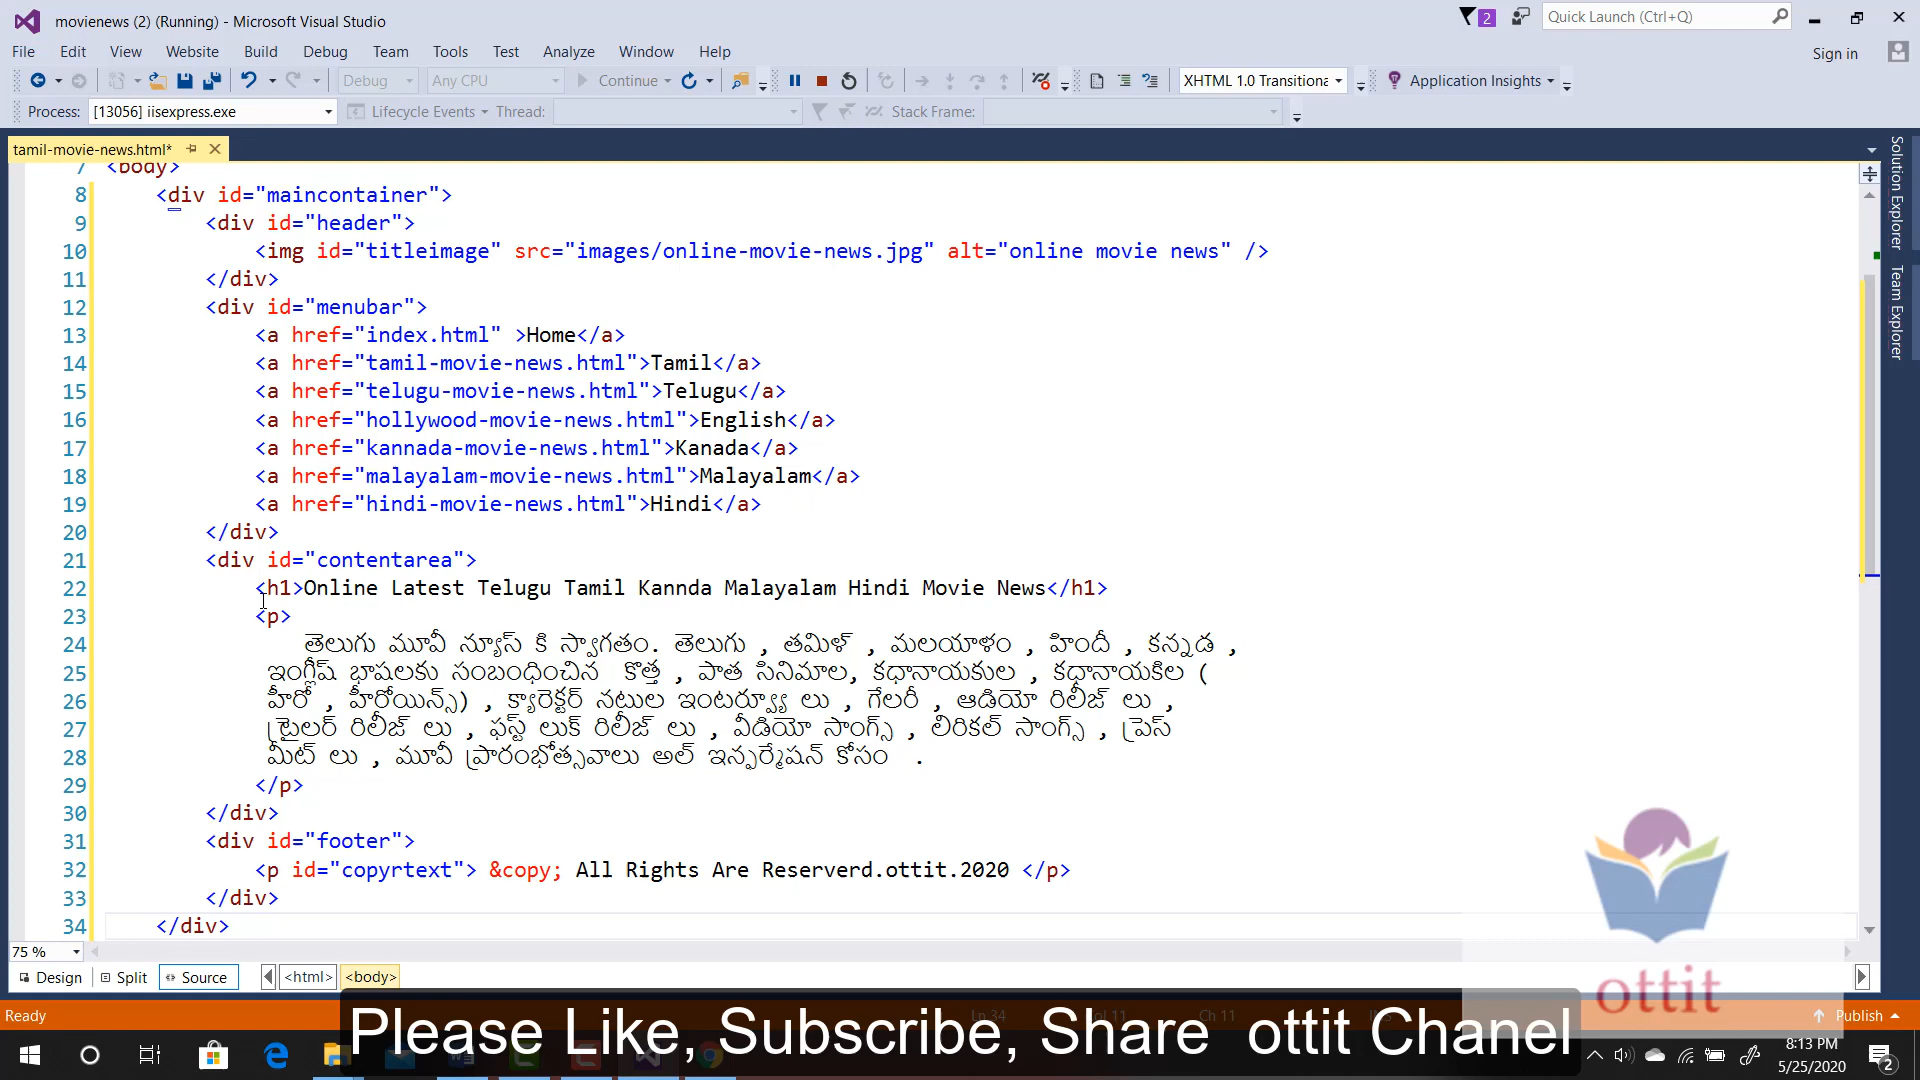 movienews (2) (Running) - Microsoft Visual Studio
2
Quick Launch (Ctrl+Q)
File Edit View Website Build Debug Team Tools Test Analyze Window Help
Sign in
Debug Any CPU Continue XHTML 1.0 Transitiona Application Insights
Process: [13056] iisexpress.exe Lifecycle Events Thread: Stack Frame:
tamil-movie-news.html*
Solution Explorer
Team Explorer
7 <body>
8 <div id="maincontainer">
9 <div id="header">
10 <img id="titleimage" src="images/online-movie-news.jpg" alt="online movie news" />
11 </div>
12 <div id="menubar">
13 <a href="index.html" >Home</a>
14 <a href="tamil-movie-news.html">Tamil</a>
15 <a href="telugu-movie-news.html">Telugu</a>
16 <a href="hollywood-movie-news.html">English</a>
17 <a href="kannada-movie-news.html">Kanada</a>
18 <a href="malayalam-movie-news.html">Malayalam</a>
19 <a href="hindi-movie-news.html">Hindi</a>
20 </div>
21 <div id="contentarea">
22 <h1>Online Latest Telugu Tamil Kannda Malayalam Hindi Movie News</h1>
23 <p>
24 తెలుగు మూవీ న్యూస్ కి స్వాగతం. తెలుగు , తమిళ్ , మలయాళం , హిందీ , కన్నడ ,
25 ఇంగ్లీష్ భాషలకు సంబంధించిన కొత్త , పాత సినిమాల, కధానాయకుల , కధానాయకిల (
26 హీరో , హీరోయిన్స్) , క్యారెక్టర్ నటుల ఇంటర్వ్యూ లు , గేలరీ , ఆడియో రిలీజ్ లు ,
27 ట్రైలర్ రిలీజ్ లు , ఫస్ట్ లుక్ రిలీజ్ లు , వీడియో సాంగ్స్ , లిరికల్ సాంగ్స్ , ప్రెస్
28 మీట్ లు , మూవీ ప్రారంభోత్సవాలు అల్ ఇన్ఫర్మేషన్ కోసం .
29 </p>
30 </div>
31 <div id="footer">
32 <p id="copyrtext"> &copy; All Rights Are Reserverd.ottit.2020 </p>
33 </div>
34 </div>
75 %
Design Split Source <html> <body>
ottit
Ready Ln 34 Ch 11 Publish
Please Like, Subscribe, Share ottit Chanel
8:13 PM
5/25/2020
2